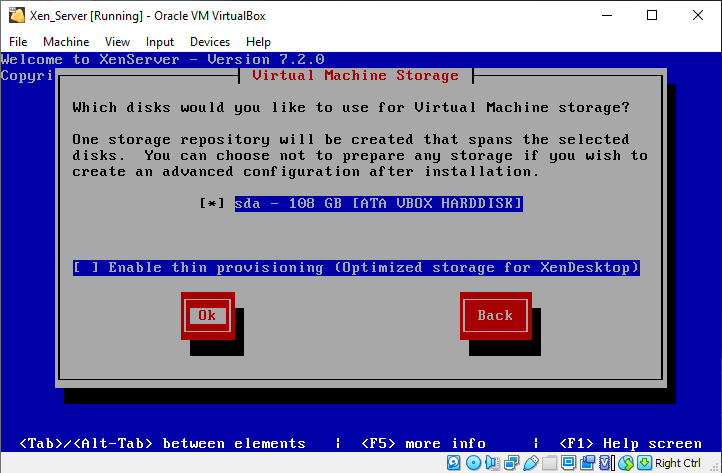 Xen_Server [Running] - Oracle VM VirtualBox
File Machine View Input Devices Help
Welcome to XenServer - Version 7.2.0
Copyri
Virtual Machine Storage
Which disks would you like to use for Virtual Machine storage?
One storage repository will be created that spans the selected
disks. You can choose not to prepare any storage if you wish to
create an advanced configuration after installation.
[*] sda - 108 GB [ATA VBOX HARDDISK]
[ ] Enable thin provisioning (Optimized storage for XenDesktop)
Ok Back
<Tab>/<Alt-Tab> between elements | <F5> more info | <F1> Help screen
Right Ctrl